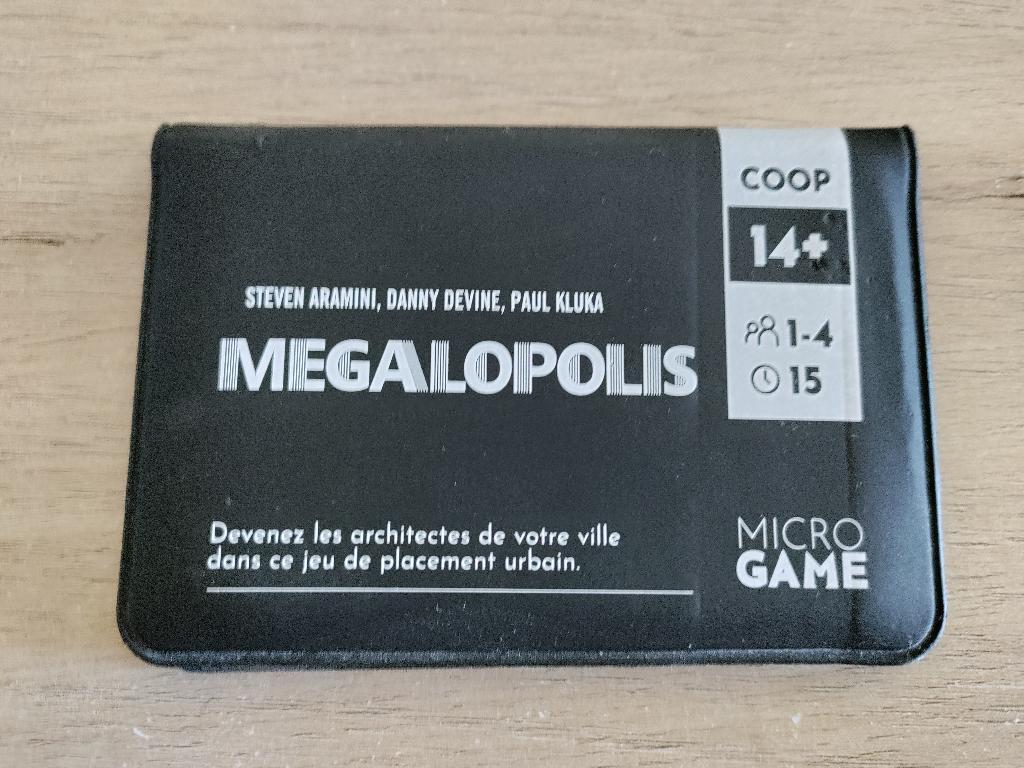 STEVEN ARAMINI, DANNY DEVINE, PAUL KLUKA
MEGALOPOLIS
Devenez les architectes de votre ville
dans ce jeu de placement urbain.
COOP
14+
1-4
15
MICRO
GAME